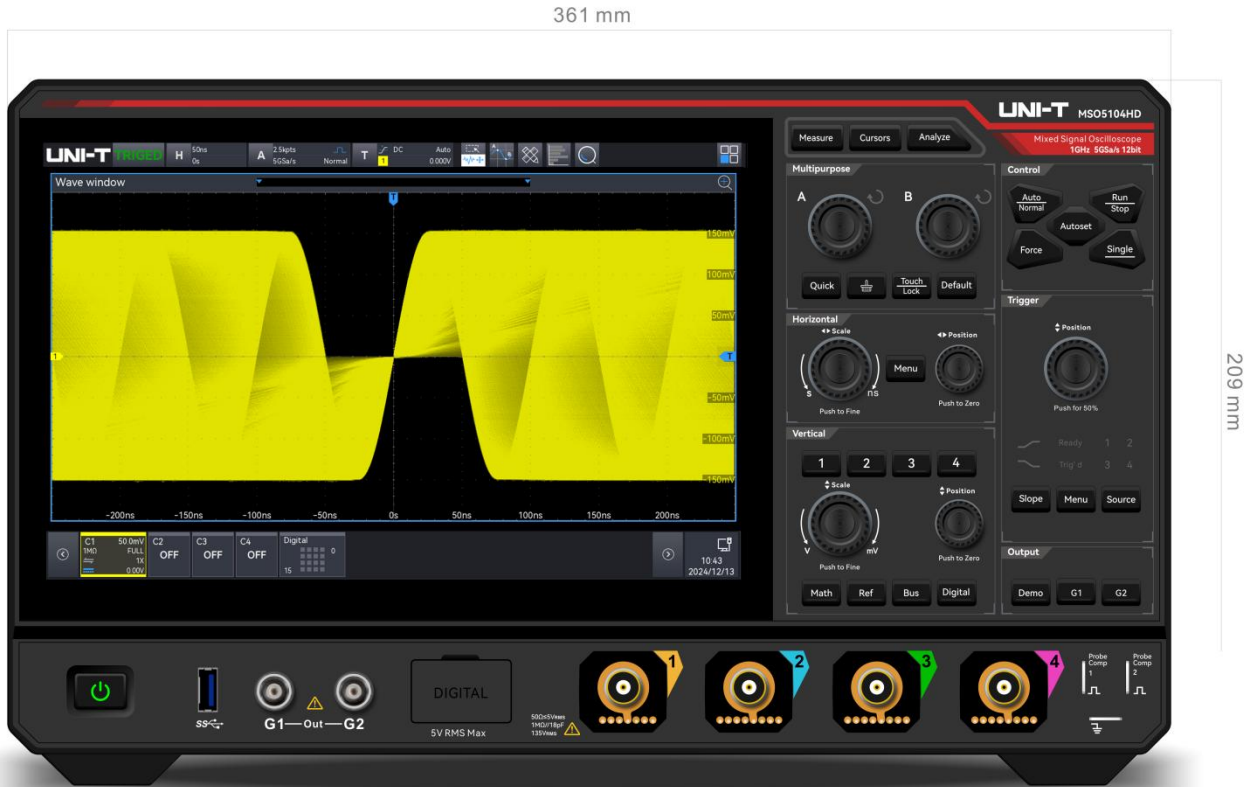 361 mm
209 mm
UNI-T MSO5104HD
Mixed Signal Oscilloscope
1GHz 5GSa/s 12bit
UNI-T TRIGED H 50ns 0s A 2.5kpts 5GSa/s Normal T DC 1 Auto 0.000V
Wave window
T
150mV
100mV
50mV
1
T
-50mV
-100mV
-150mV
-200ns -150ns -100ns -50ns 0s 50ns 100ns 150ns 200ns
C1 50.0mV
1MΩ FULL
1X
0.00V
C2
OFF
C3
OFF
C4
OFF
Digital
0
15
10:43
2024/12/13
Measure Cursors Analyze
Multipurpose
A B
Quick Touch Lock Default
Horizontal
Scale
Position
S ns
Menu
Push to Fine
Push to Zero
Vertical
1 2 3 4
Scale
Position
V mV
Push to Fine
Push to Zero
Math Ref Bus Digital
Control
Auto
Normal
Run
Stop
Autoset
Force
Single
Trigger
Position
Push for 50%
Ready 1 2
Trig'd 3 4
Slope Menu Source
Output
Demo G1 G2
SS
G1 Out G2
DIGITAL
5V RMS Max
50Ω≤5VRMS
1MΩ//18pF
135VRMS
1
2
3
4
Probe
Comp
1
Probe
Comp
2